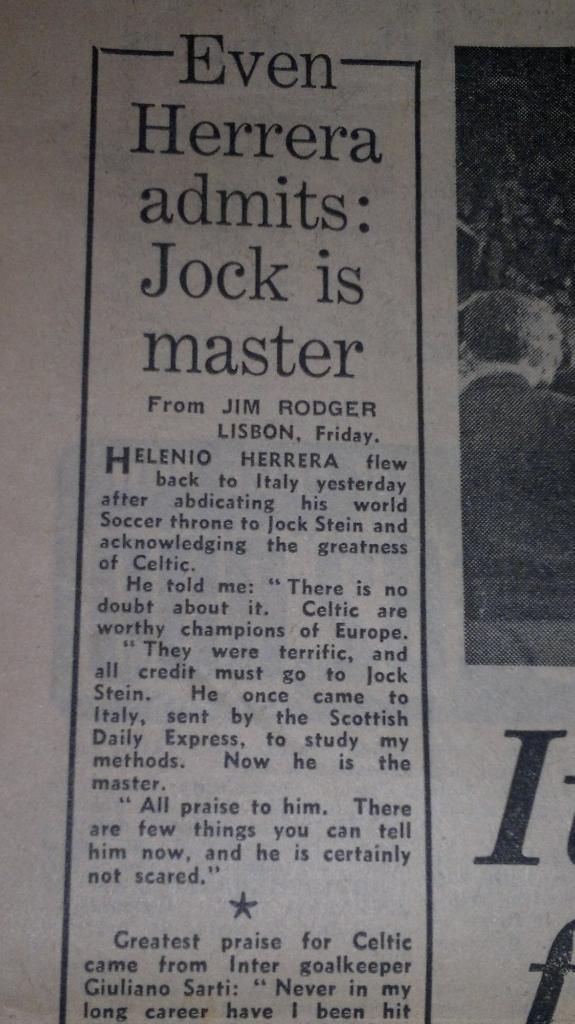 Even
Herrera
admits:
Jock is
master
From JIM RODGER
LISBON, Friday.
HELENIO HERRERA flew
back to Italy yesterday
after abdicating his world
Soccer throne to Jock Stein and
acknowledging the greatness
of Celtic.
He told me: “ There is no
doubt about it. Celtic are
worthy champions of Europe.
“ They were terrific, and
all credit must go to Jock
Stein. He once came to
Italy, sent by the Scottish
Daily Express, to study my
methods. Now he is the
master.
“ All praise to him. There
are few things you can tell
him now, and he is certainly
not scared.”
Greatest praise for Celtic
came from Inter goalkeeper
Giuliano Sarti: “ Never in my
long career have I been hit